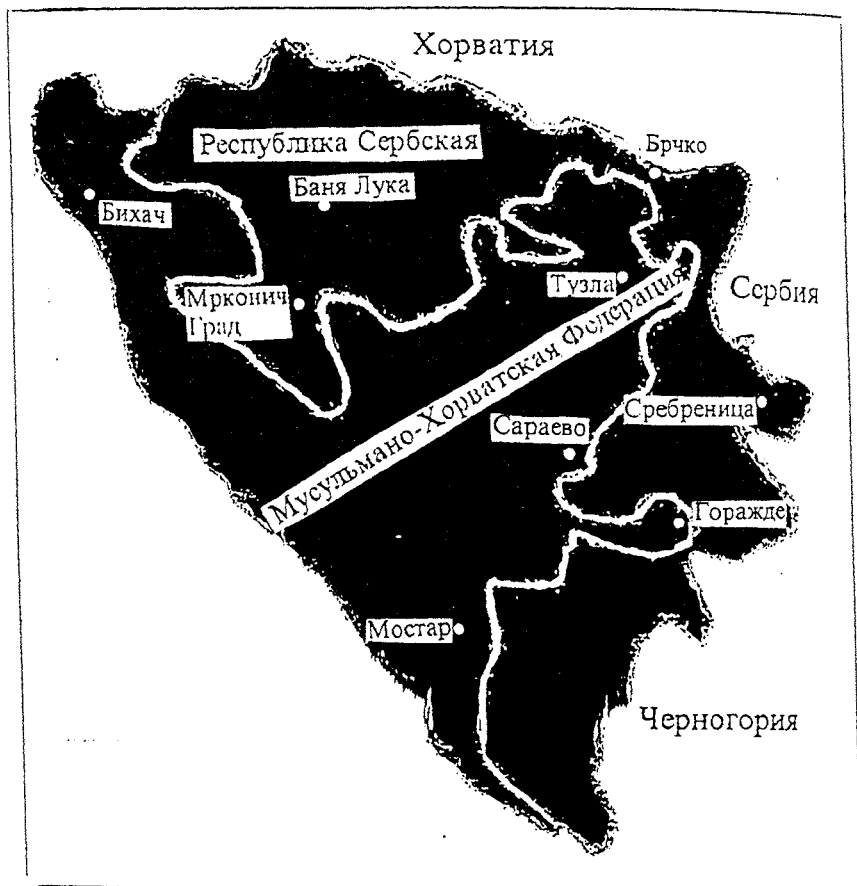 Хорватия
Республика Сербская
Брчко
Баня Лука
Бихач
Тузла
Сербия
Мрконич
Град
Мусульмано-Хорватская Федерация
Сребреница
Сараево
Горажде
Мостар
Черногория